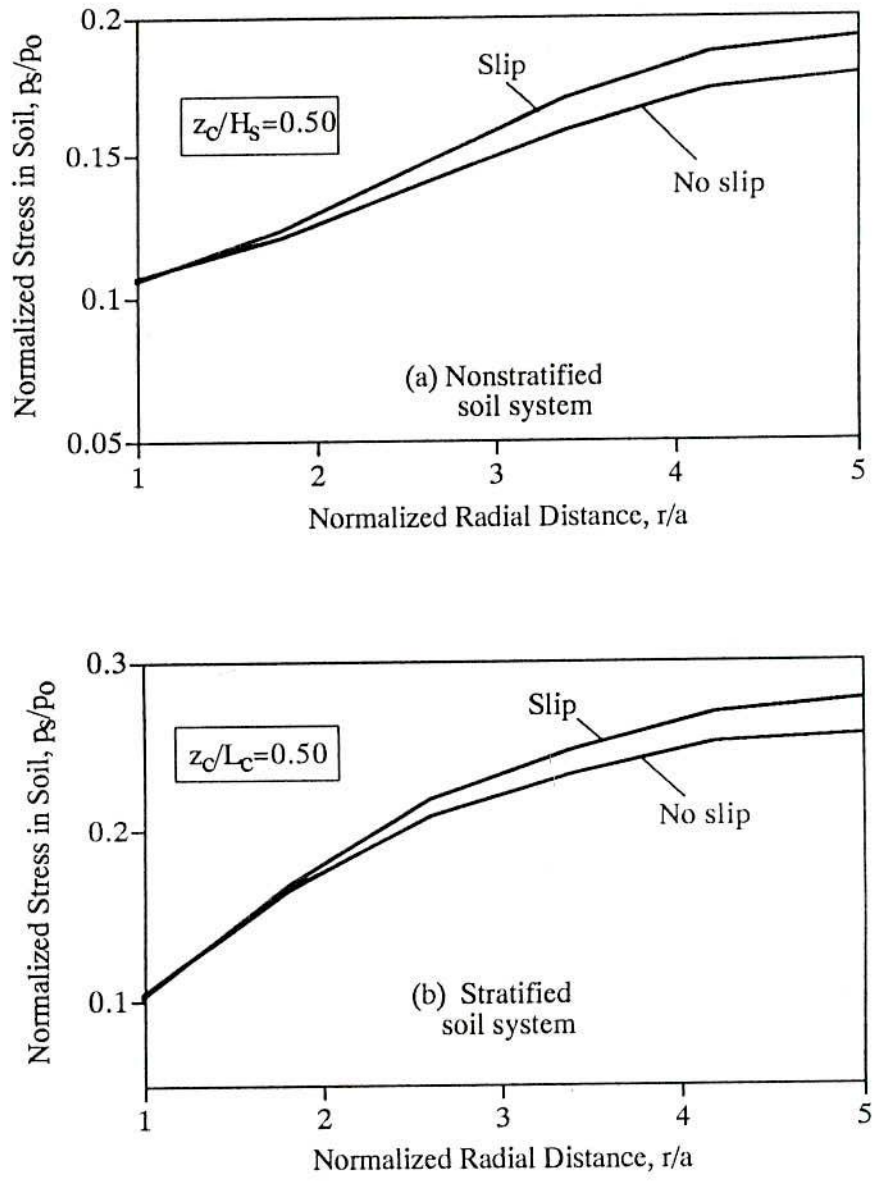 Normalized Stress in Soil, ps/po
0.2
0.15
0.1
0.05
zc/Hs=0.50
Slip
No slip
(a) Nonstratified
soil system
1 2 3 4 5
Normalized Radial Distance, r/a
Normalized Stress in Soil, ps/po
0.3
0.2
0.1
zc/Lc=0.50
Slip
No slip
(b) Stratified
soil system
1 2 3 4 5
Normalized Radial Distance, r/a